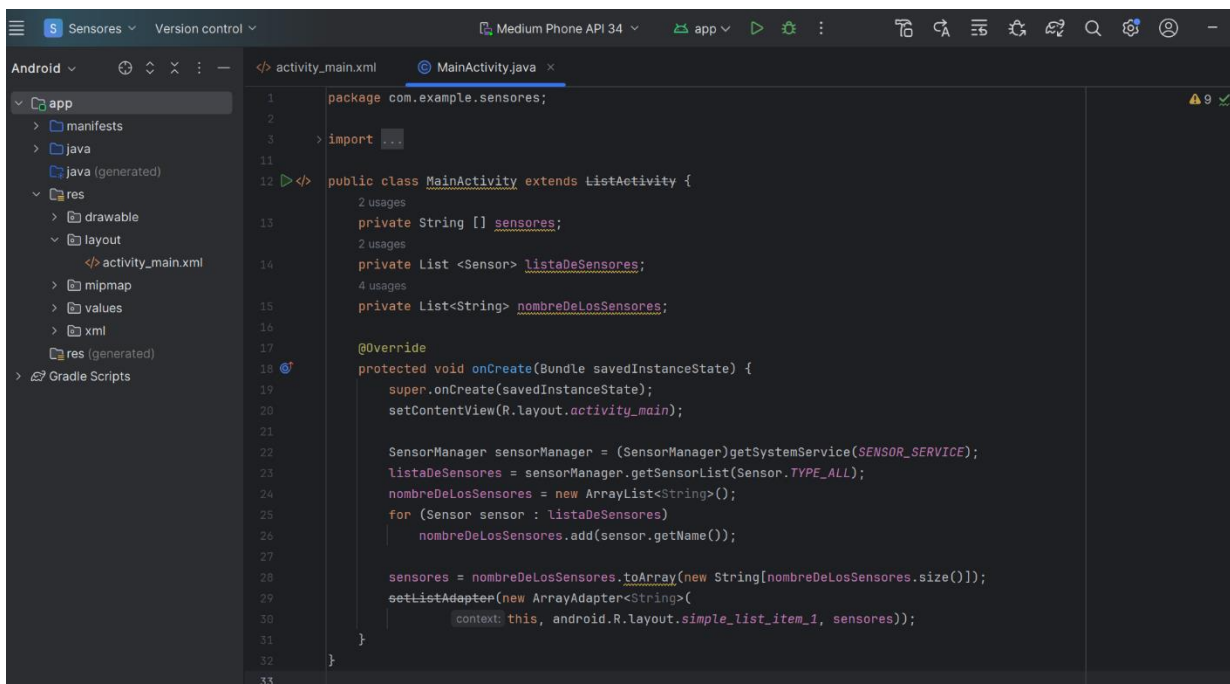 S Sensores Version control Medium Phone API 34 app
Android
activity_main.xml MainActivity.java
app
manifests
java
java (generated)
res
drawable
layout
activity_main.xml
mipmap
values
xml
res (generated)
Gradle Scripts
9
1 package com.example.sensores;
2
3 import ...
11
12 public class MainActivity extends ListActivity {
2 usages
13 private String [] sensores;
2 usages
14 private List <Sensor> listaDeSensores;
4 usages
15 private List<String> nombreDeLosSensores;
16
17 @Override
18 protected void onCreate(Bundle savedInstanceState) {
19 super.onCreate(savedInstanceState);
20 setContentView(R.layout.activity_main);
21
22 SensorManager sensorManager = (SensorManager)getSystemService(SENSOR_SERVICE);
23 listaDeSensores = sensorManager.getSensorList(Sensor.TYPE_ALL);
24 nombreDeLosSensores = new ArrayList<String>();
25 for (Sensor sensor : listaDeSensores)
26 nombreDeLosSensores.add(sensor.getName());
27
28 sensores = nombreDeLosSensores.toArray(new String[nombreDeLosSensores.size()]);
29 setListAdapter(new ArrayAdapter<String>(
30 context: this, android.R.layout.simple_list_item_1, sensores));
31 }
32 }
33